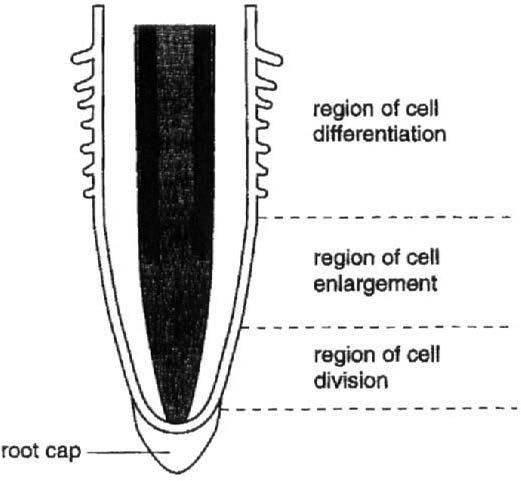 region of cell
differentiation
region of cell
enlargement
region of cell
division
root cap